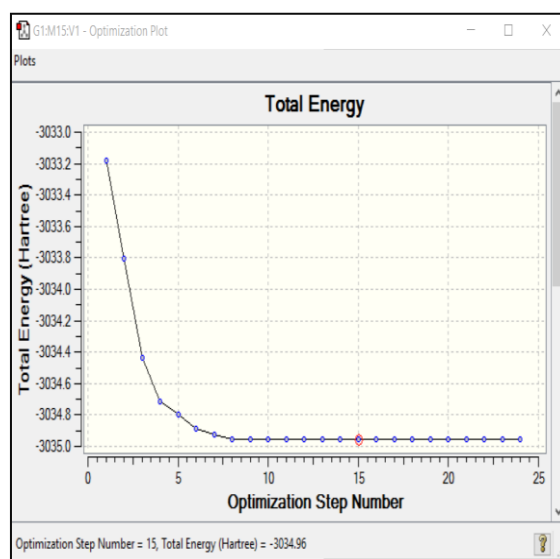 G1:M15:V1 - Optimization Plot
Plots
Total Energy
Total Energy (Hartree)
-3033.0
-3033.2
-3033.4
-3033.6
-3033.8
-3034.0
-3034.2
-3034.4
-3034.6
-3034.8
-3035.0
0 5 10 15 20 25
Optimization Step Number
Optimization Step Number = 15, Total Energy (Hartree) = -3034.96